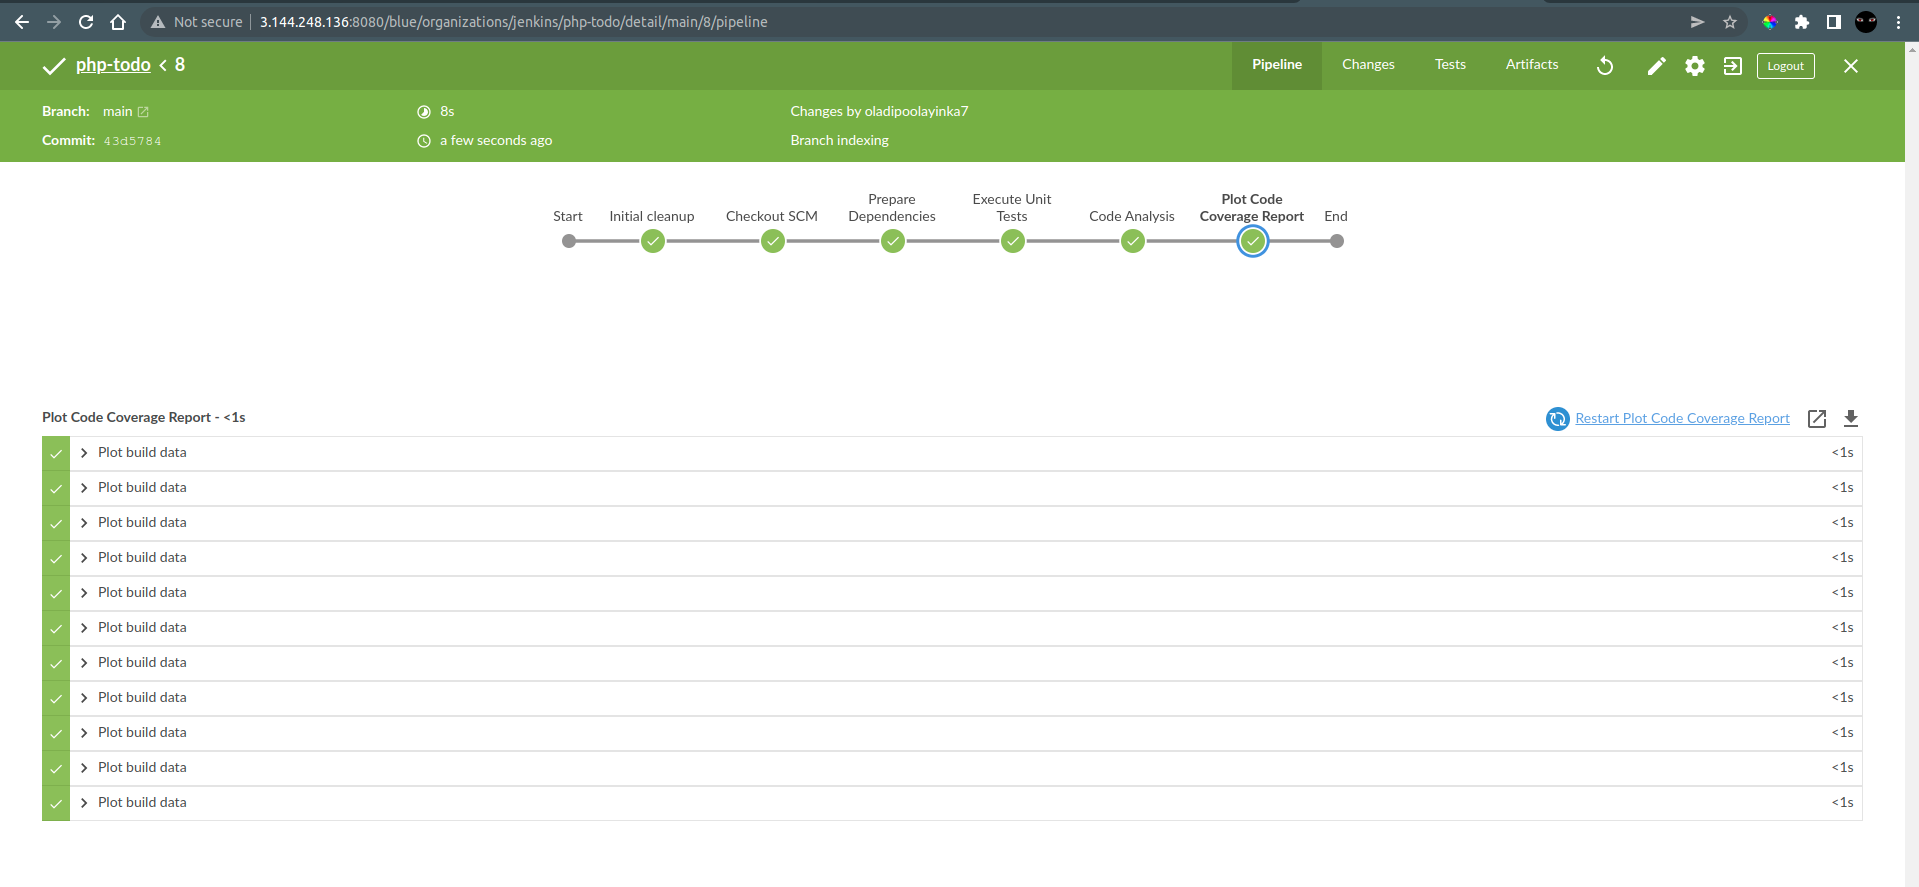 Not secure | 3.144.248.136:8080/blue/organizations/jenkins/php-todo/detail/main/8/pipeline
php-todo < 8
Pipeline
Changes
Tests
Artifacts
Logout
Branch: main
8s
Changes by oladipoolayinka7
Commit: 43d5784
a few seconds ago
Branch indexing
Start
Initial cleanup
Checkout SCM
Prepare
Dependencies
Execute Unit
Tests
Code Analysis
Plot Code
Coverage Report
End
Plot Code Coverage Report - <1s
Restart Plot Code Coverage Report
Plot build data <1s
Plot build data <1s
Plot build data <1s
Plot build data <1s
Plot build data <1s
Plot build data <1s
Plot build data <1s
Plot build data <1s
Plot build data <1s
Plot build data <1s
Plot build data <1s